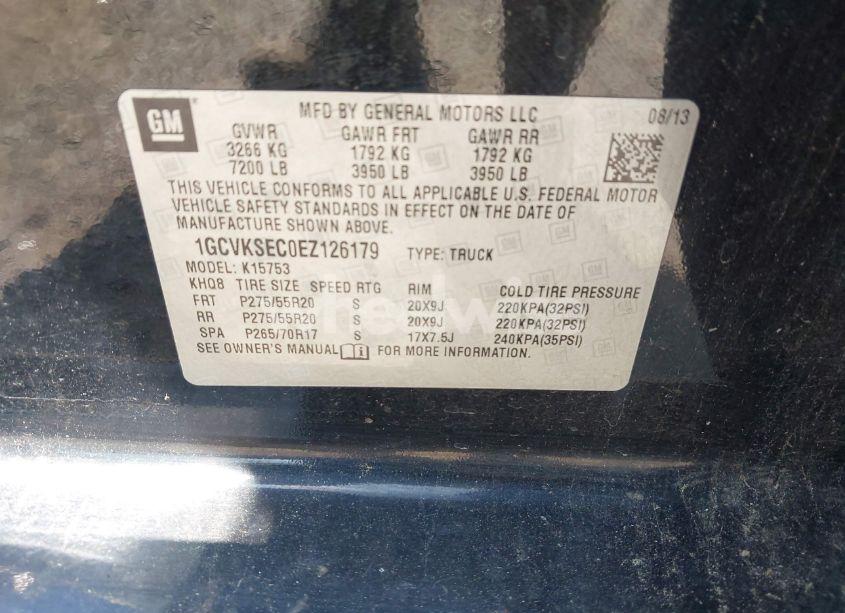 GM
MFD BY GENERAL MOTORS LLC 08/13
GVWR GAWR FRT GAWR RR
3266 KG 1792 KG 1792 KG
7200 LB 3950 LB 3950 LB
THIS VEHICLE CONFORMS TO ALL APPLICABLE U.S. FEDERAL MOTOR
VEHICLE SAFETY STANDARDS IN EFFECT ON THE DATE OF
MANUFACTURE SHOWN ABOVE.
1GCVKSEC0EZ126179 TYPE: TRUCK
MODEL: K15753
KHQ8 TIRE SIZE SPEED RTG RIM COLD TIRE PRESSURE
FRT P275/55R20 S 20X9J 220KPA(32PSI)
RR P275/55R20 S 20X9J 220KPA(32PSI)
SPA P265/70R17 S 17X7.5J 240KPA(35PSI)
SEE OWNER'S MANUAL FOR MORE INFORMATION.